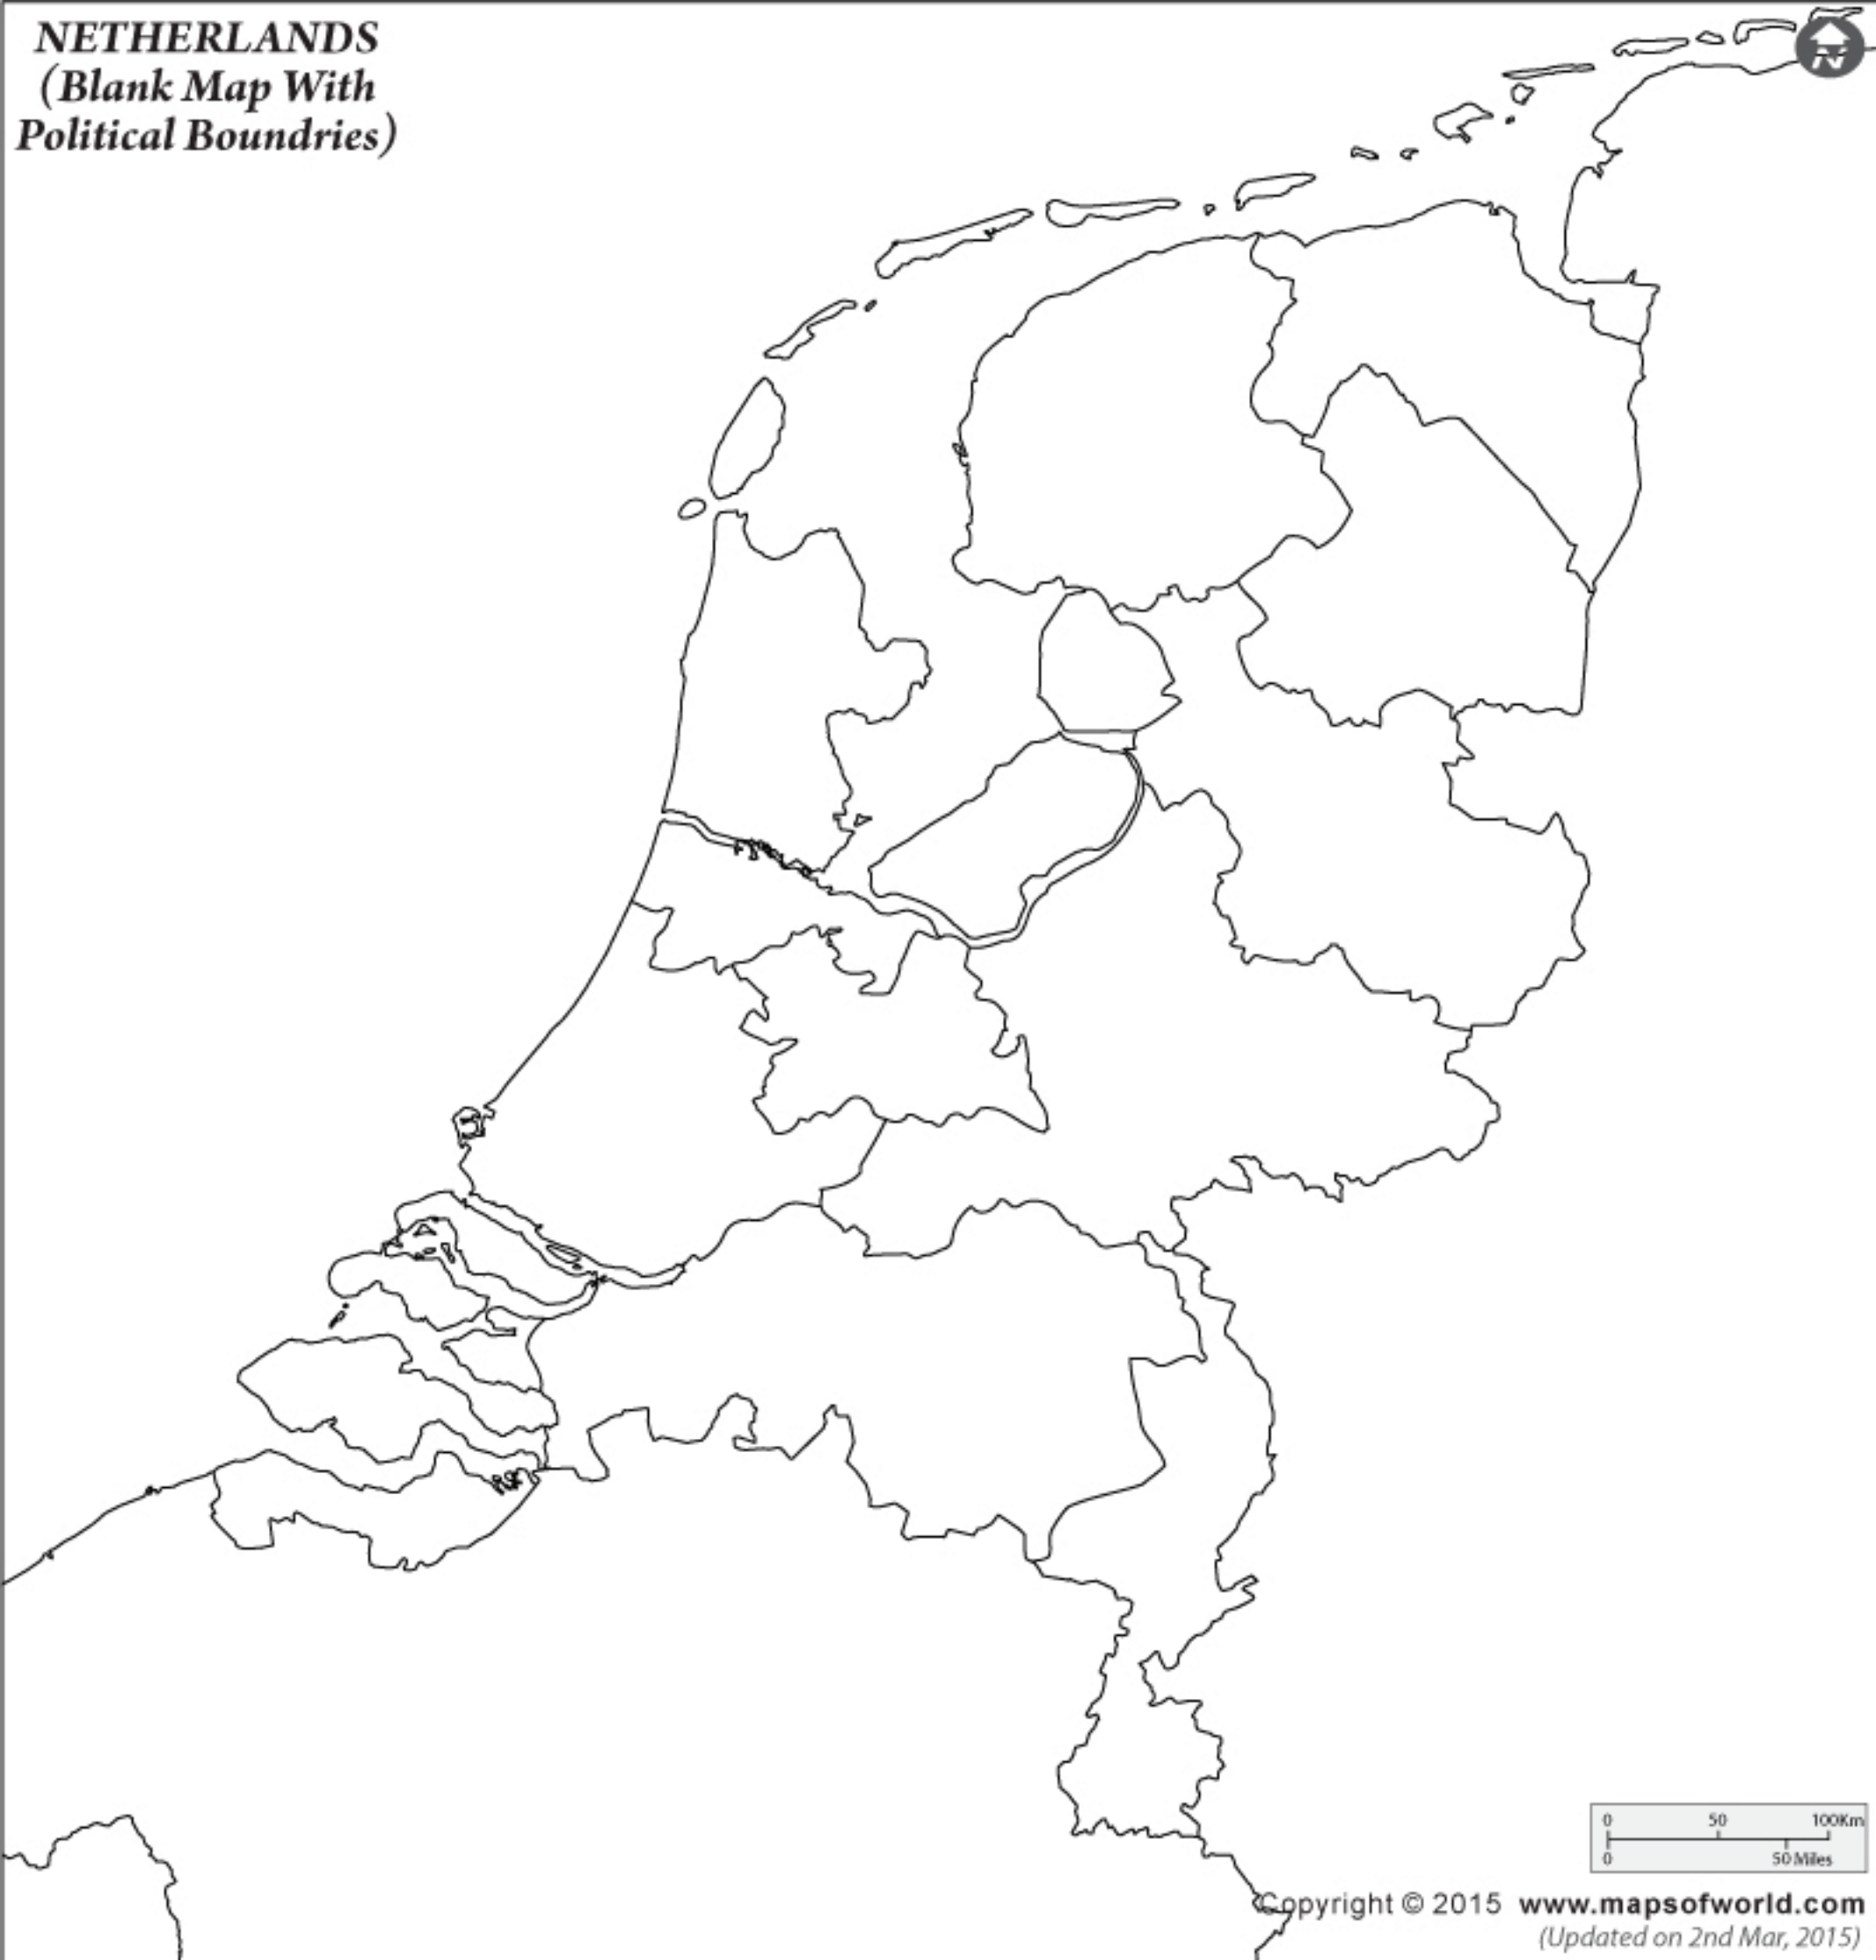 NETHERLANDS
(Blank Map With
Political Boundries)
N
0 50 100Km
0 50 Miles
Copyright © 2015 www.mapsofworld.com
(Updated on 2nd Mar, 2015)